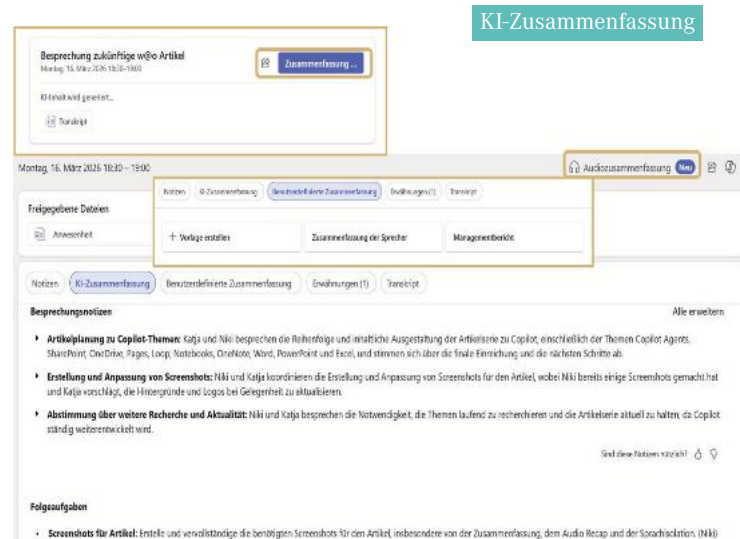 KI-Zusammenfassung
Besprechung zukünftige w@o Artikel
Montag, 16. März 2026 18:30-19:00
Zusammenfassung ...
KI-Inhalt wird generiert...
Transkript
Montag, 16. März 2026 18:30 – 19:00
Audiozusammenfassung Neu
Notizen KI-Zusammenfassung Benutzerdefinierte Zusammenfassung Erwähnungen (1) Transkript
Freigegebene Dateien
Anwesenheit
+ Vorlage erstellen Zusammenfassung der Sprecher Managementbericht
Notizen KI-Zusammenfassung Benutzerdefinierte Zusammenfassung Erwähnungen (1) Transkript
Besprechungsnotizen Alle erweitern
Artikelplanung zu Copilot-Themen: Katja und Niki besprechen die Reihenfolge und inhaltliche Ausgestaltung der Artikelserie zu Copilot, einschließlich der Themen Copilot Agents,
SharePoint, OneDrive, Pages, Loop, Notebooks, OneNote, Word, PowerPoint und Excel, und stimmen sich über die finale Einreichung und die nächsten Schritte ab.
Erstellung und Anpassung von Screenshots: Niki und Katja koordinieren die Erstellung und Anpassung von Screenshots für den Artikel, wobei Niki bereits einige Screenshots gemacht hat
und Katja vorschlägt, die Hintergründe und Logos bei Gelegenheit zu aktualisieren.
Abstimmung über weitere Recherche und Aktualität: Niki und Katja besprechen die Notwendigkeit, die Themen laufend zu recherchieren und die Artikelserie aktuell zu halten, da Copilot
ständig weiterentwickelt wird.
Sind diese Notizen nützlich?
Folgeaufgaben
Screenshots für Artikel: Erstelle und vervollständige die benötigten Screenshots für den Artikel, insbesondere von der Zusammenfassung, dem Audio Recap und der Sprachisolation. (Niki)